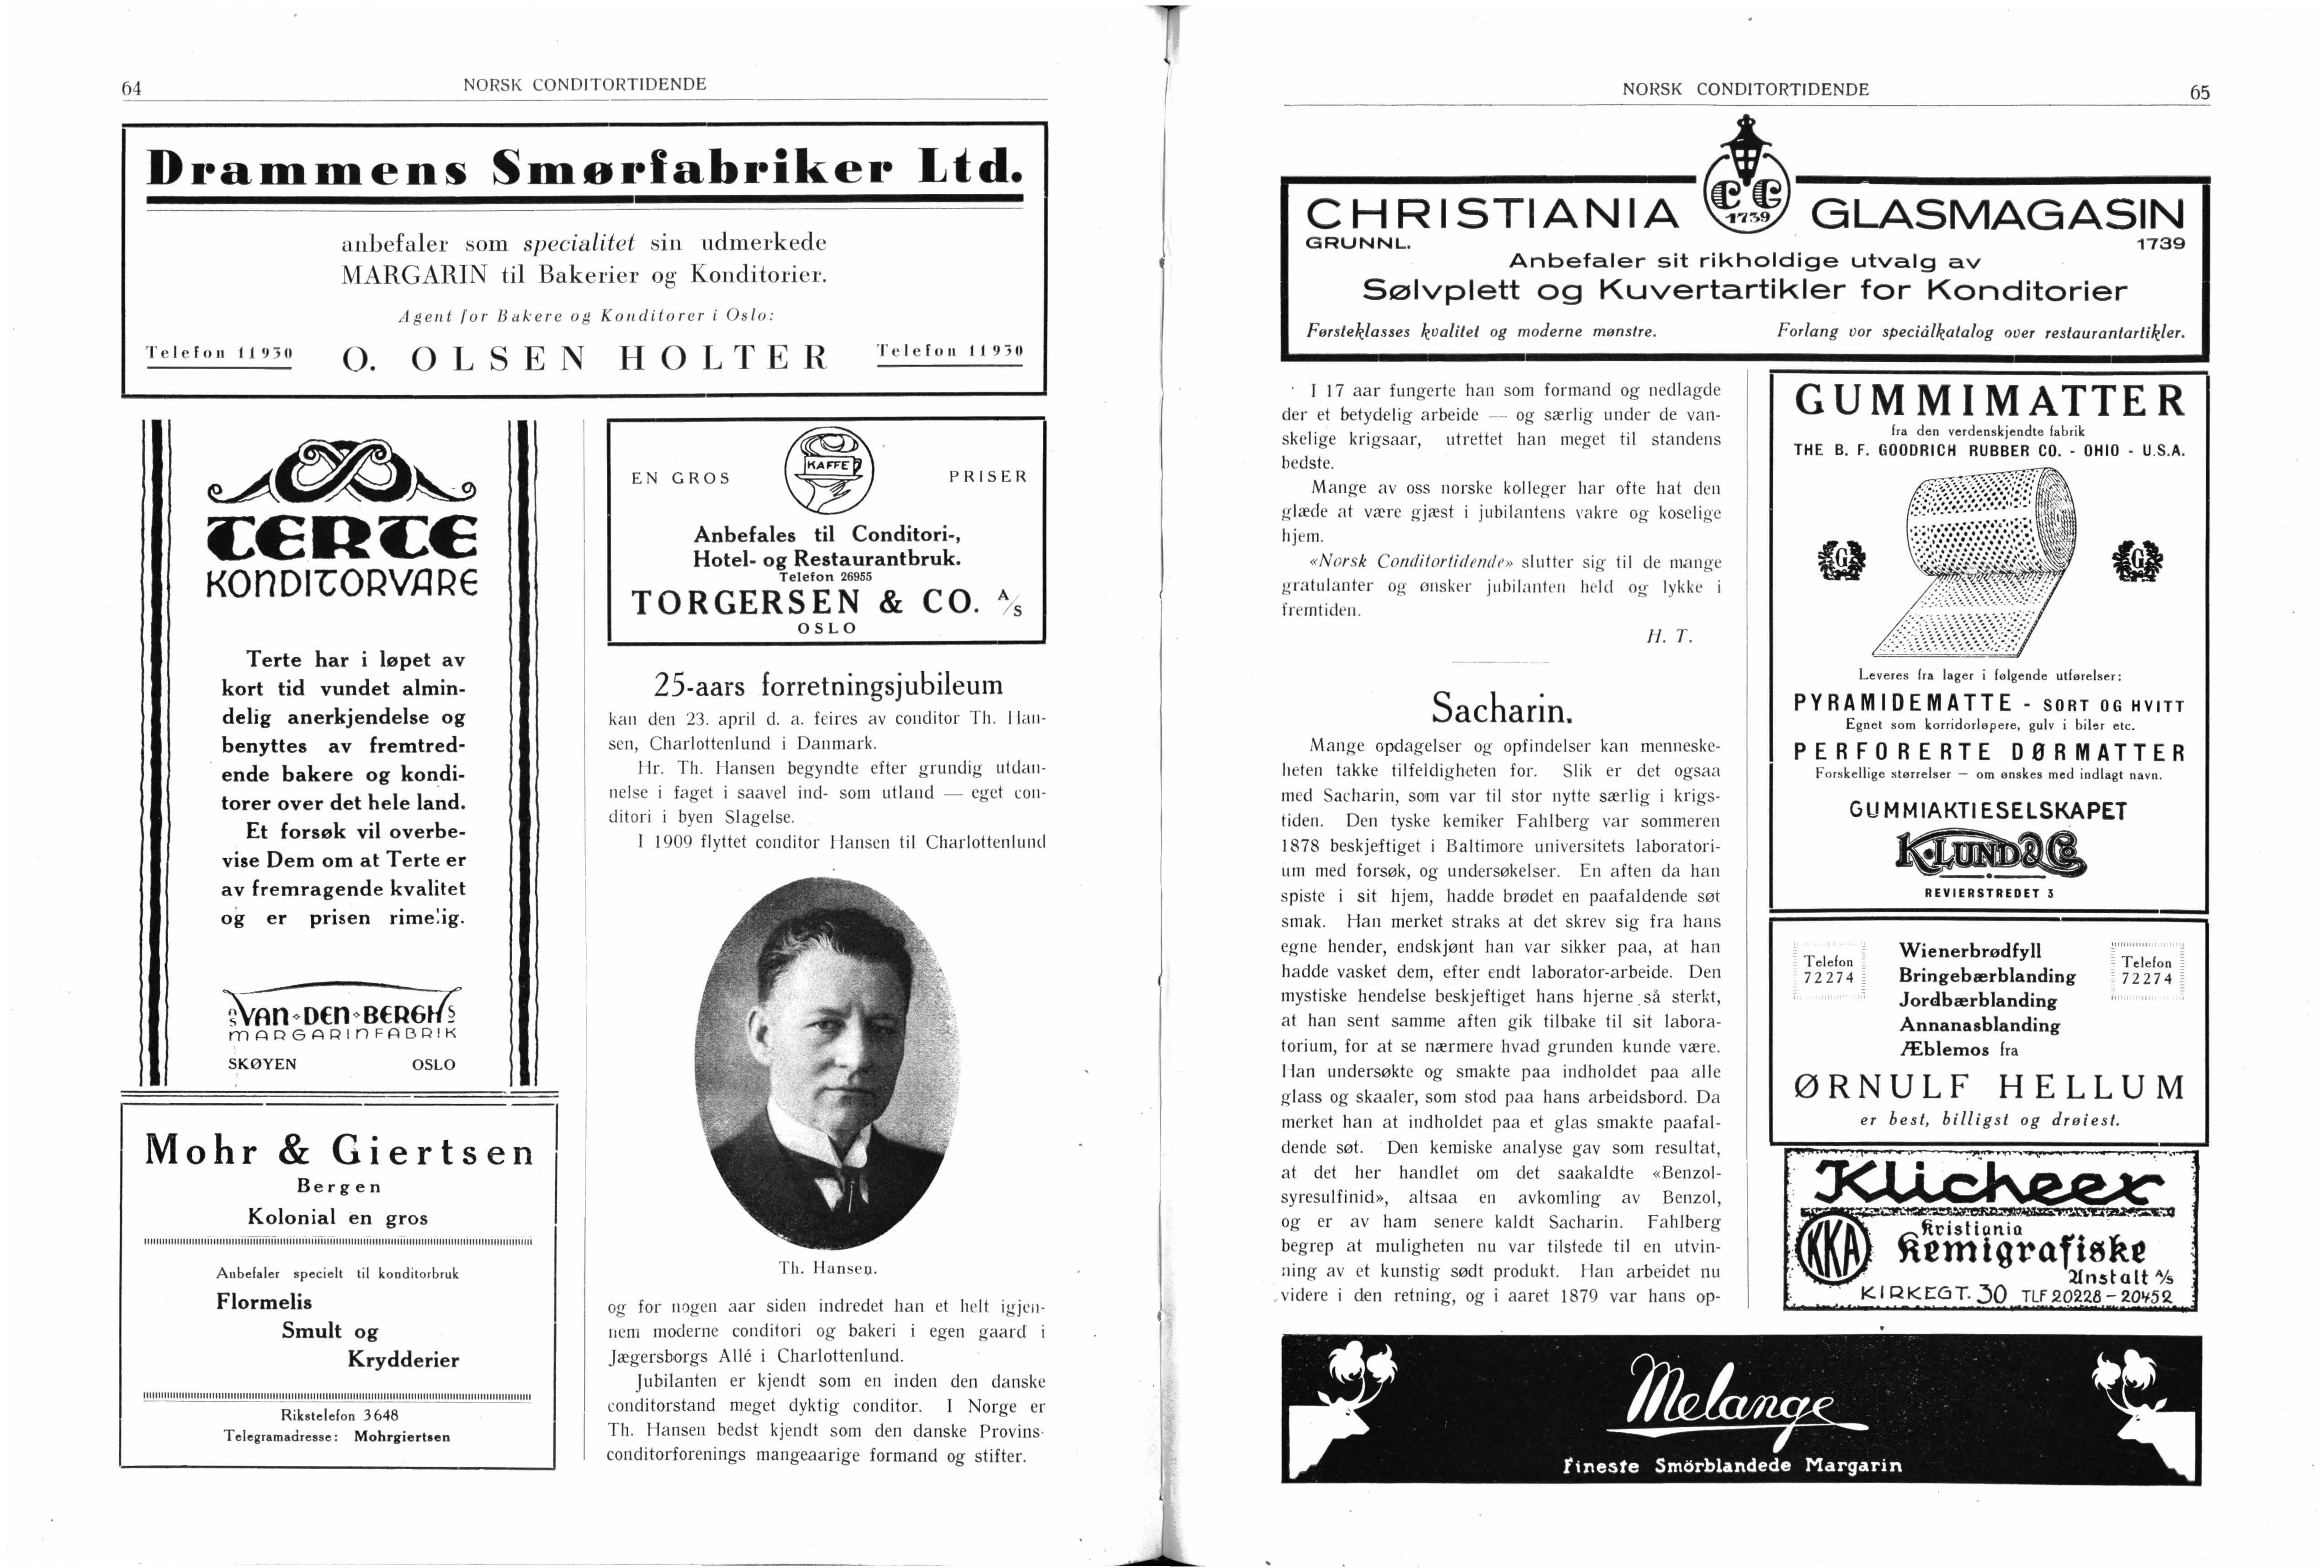 64
NORSK CONDITORTIDENDE
Drammens Smørfabriker Ltd.
anbefaler som specialitet sin udmerkede
MARGARIN til Bakerier og Konditorier.
Agent for Bakere og Konditorer i Oslo:
Telefon 11930
O. OLSEN HOLTER
Telefon 11930
TERTE
KONDITORVARE
Terte har i løpet av
kort tid vundet almin-
delig anerkjendelse og
benyttes av fremtred-
ende bakere og kondi-
torer over det hele land.
Et forsøk vil overbe-
vise Dem om at Terte er
av fremragende kvalitet
og er prisen rimelig.
VAN DEN BERGHS
MARGARINFABRIK
SKØYEN OSLO
Mohr & Giertsen
Bergen
Kolonial en gros
Anbefaler specielt til konditorbruk
Flormelis
Smult og
Krydderier
Rikstelefon 3648
Telegramadresse: Mohrgiertsen
EN GROS
KAFFE
PRISER
Anbefales til Conditori-,
Hotel- og Restaurantbruk.
Telefon 26955
TORGERSEN & CO. A/S
OSLO
25-aars forretningsjubileum
kan den 23. april d. a. feires av conditor Th. Han-
sen, Charlottenlund i Danmark.
Hr. Th. Hansen begyndte efter grundig utdan-
nelse i faget i saavel ind- som utland — eget con-
ditori i byen Slagelse.
I 1909 flyttet conditor Hansen til Charlottenlund
Th. Hansen.
og for nogen aar siden indredet han et helt igjen-
nem moderne conditori og bakeri i egen gaard i
Jægersborgs Allé i Charlottenlund.
Jubilanten er kjendt som en inden den danske
conditorstand meget dyktig conditor. I Norge er
Th. Hansen bedst kjendt som den danske Provins-
conditorforenings mangeaarige formand og stifter.
NORSK CONDITORTIDENDE
65
CHRISTIANIA GLASMAGASIN
C G
1739
GRUNNL. 1739
Anbefaler sit rikholdige utvalg av
Sølvplett og Kuvertartikler for Konditorier
Førsteklasses kvalitet og moderne mønstre. Forlang vor speciálkatalog over restaurantartikler.
I 17 aar fungerte han som formand og nedlagde
der et betydelig arbeide — og særlig under de van-
skelige krigsaar, utrettet han meget til standens
bedste.
Mange av oss norske kolleger har ofte hat den
glæde at være gjæst i jubilantens vakre og koselige
hjem.
«Norsk Conditortidende» slutter sig til de mange
gratulanter og ønsker jubilanten held og lykke i
fremtiden.
H. T.
Sacharin.
Mange opdagelser og opfindelser kan menneske-
heten takke tilfeldigheten for. Slik er det ogsaa
med Sacharin, som var til stor nytte særlig i krigs-
tiden. Den tyske kemiker Fahlberg var sommeren
1878 beskjeftiget i Baltimore universitets laboratori-
um med forsøk, og undersøkelser. En aften da han
spiste i sit hjem, hadde brødet en paafaldende søt
smak. Han merket straks at det skrev sig fra hans
egne hender, endskjønt han var sikker paa, at han
hadde vasket dem, efter endt laborator-arbeide. Den
mystiske hendelse beskjeftiget hans hjerne så sterkt,
at han sent samme aften gik tilbake til sit labora-
torium, for at se nærmere hvad grunden kunde være.
Han undersøkte og smakte paa indholdet paa alle
glass og skaaler, som stod paa hans arbeidsbord. Da
merket han at indholdet paa et glas smakte paafal-
dende søt. Den kemiske analyse gav som resultat,
at det her handlet om det saakaldte «Benzol-
syresulfinid», altsaa en avkomling av Benzol,
og er av ham senere kaldt Sacharin. Fahlberg
begrep at muligheten nu var tilstede til en utvin-
ning av et kunstig sødt produkt. Han arbeidet nu
videre i den retning, og i aaret 1879 var hans op-
GUMMIMATTER
fra den verdenskjendte fabrik
THE B. F. GOODRICH RUBBER CO. - OHIO - U.S.A.
G
G
Leveres fra lager i følgende utførelser:
PYRAMIDEMATTE - SORT OG HVITT
Egnet som korridorløpere, gulv i biler etc.
PERFORERTE DØRMATTER
Forskellige størrelser — om ønskes med indlagt navn.
GUMMIAKTIESELSKAPET
K. LUND & Co
REVIERSTREDET 3
Telefon
72274
Wienerbrødfyll
Bringebærblanding
Jordbærblanding
Annanasblanding
Æblemos fra
Telefon
72274
ØRNULF HELLUM
er best, billigst og drøiest.
Klicheer
KKA
Kristiania
Kemigrafiske
Anstalt A/s
KIRKEGT. 30 TLF 20228 – 20452
Melange
Fineste Smörblandede Margarin